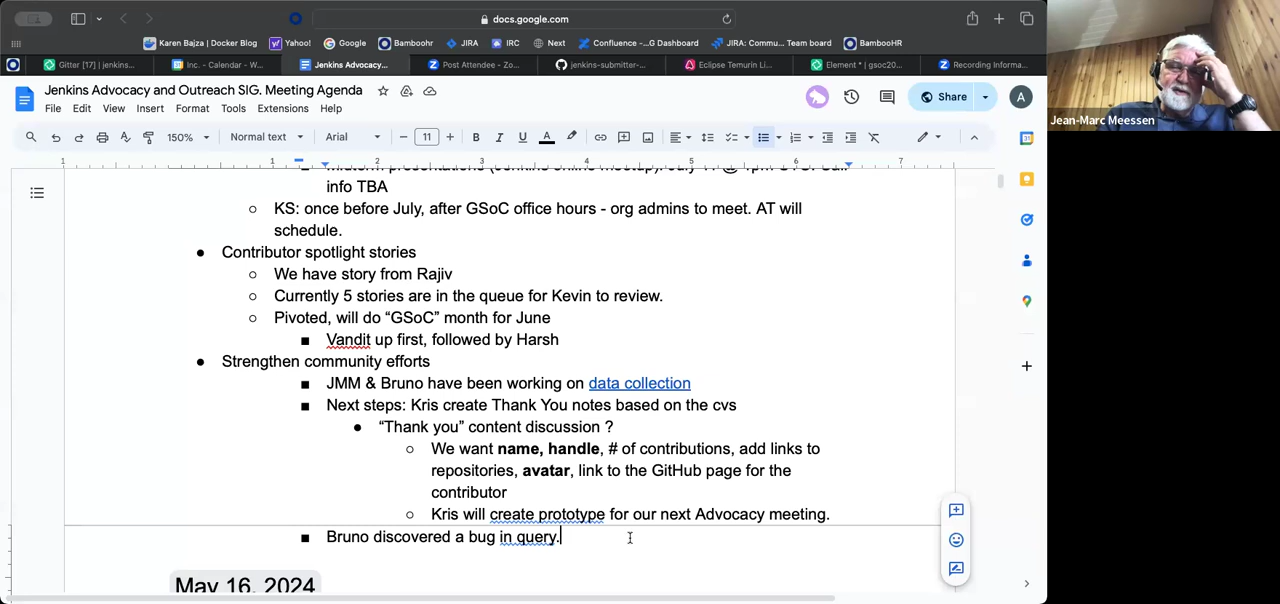 docs.google.com
Karen Bajza | Docker Blog
Yahoo!
Google
Bamboohr
JIRA
IRC
Next
Confluence ...G Dashboard
JIRA: Commu... Team board
BambooHR
Gitter [17] | jenkins...
Inc. - Calendar - W...
Jenkins Advocacy...
Post Attendee - Zo...
jenkins-submitter-...
Eclipse Temurin Li...
Element * | gsoc20...
Recording Informa...
Jenkins Advocacy and Outreach SIG. Meeting Agenda
File Edit View Insert Format Tools Extensions Help
Share
A
150% Normal text Arial 11 B I U A
1 1 2 3 4 5 6 7
info TBA
KS: once before July, after GSoC office hours - org admins to meet. AT will
schedule.
Contributor spotlight stories
We have story from Rajiv
Currently 5 stories are in the queue for Kevin to review.
Pivoted, will do “GSoC” month for June
Vandit up first, followed by Harsh
Strengthen community efforts
JMM & Bruno have been working on data collection
Next steps: Kris create Thank You notes based on the cvs
“Thank you” content discussion ?
We want name, handle, # of contributions, add links to
repositories, avatar, link to the GitHub page for the
contributor
Kris will create prototype for our next Advocacy meeting.
Bruno discovered a bug in query.
May 16, 2024
Jean-Marc Meessen